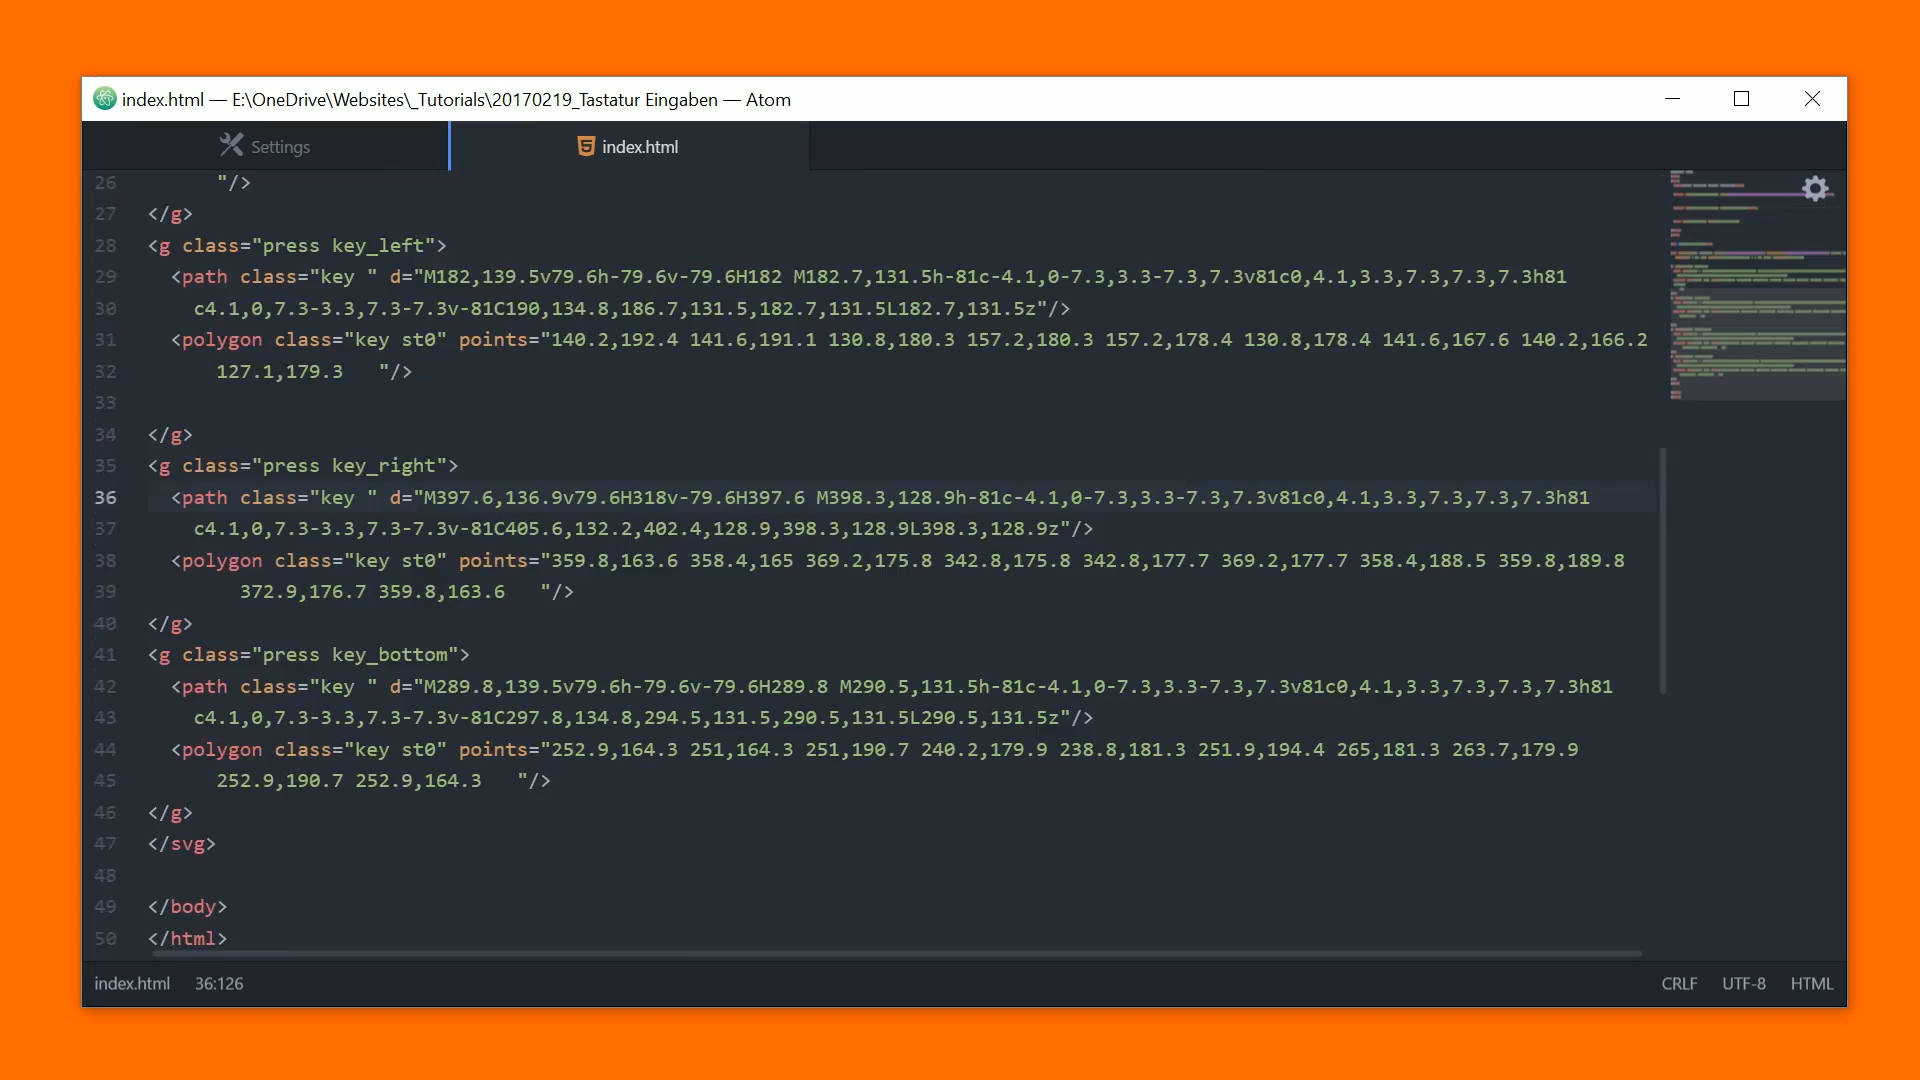 index.html — E:\OneDrive\Websites\_Tutorials\20170219_Tastatur Eingaben — Atom
Settings
index.html
26 "/>
27 </g>
28 <g class="press key_left">
29 <path class="key " d="M182,139.5v79.6h-79.6v-79.6H182 M182.7,131.5h-81c-4.1,0-7.3,3.3-7.3,7.3v81c0,4.1,3.3,7.3,7.3,7.3h81
30 c4.1,0,7.3-3.3,7.3-7.3v-81C190,134.8,186.7,131.5,182.7,131.5L182.7,131.5z"/>
31 <polygon class="key st0" points="140.2,192.4 141.6,191.1 130.8,180.3 157.2,180.3 157.2,178.4 130.8,178.4 141.6,167.6 140.2,166.2
32 127.1,179.3 "/>
33
34 </g>
35 <g class="press key_right">
36 <path class="key " d="M397.6,136.9v79.6H318v-79.6H397.6 M398.3,128.9h-81c-4.1,0-7.3,3.3-7.3,7.3v81c0,4.1,3.3,7.3,7.3,7.3h81
37 c4.1,0,7.3-3.3,7.3-7.3v-81C405.6,132.2,402.4,128.9,398.3,128.9L398.3,128.9z"/>
38 <polygon class="key st0" points="359.8,163.6 358.4,165 369.2,175.8 342.8,175.8 342.8,177.7 369.2,177.7 358.4,188.5 359.8,189.8
39 372.9,176.7 359.8,163.6 "/>
40 </g>
41 <g class="press key_bottom">
42 <path class="key " d="M289.8,139.5v79.6h-79.6v-79.6H289.8 M290.5,131.5h-81c-4.1,0-7.3,3.3-7.3,7.3v81c0,4.1,3.3,7.3,7.3,7.3h81
43 c4.1,0,7.3-3.3,7.3-7.3v-81C297.8,134.8,294.5,131.5,290.5,131.5L290.5,131.5z"/>
44 <polygon class="key st0" points="252.9,164.3 251,164.3 251,190.7 240.2,179.9 238.8,181.3 251.9,194.4 265,181.3 263.7,179.9
45 252.9,190.7 252.9,164.3 "/>
46 </g>
47 </svg>
48
49 </body>
50 </html>
index.html 36:126 CRLF UTF-8 HTML